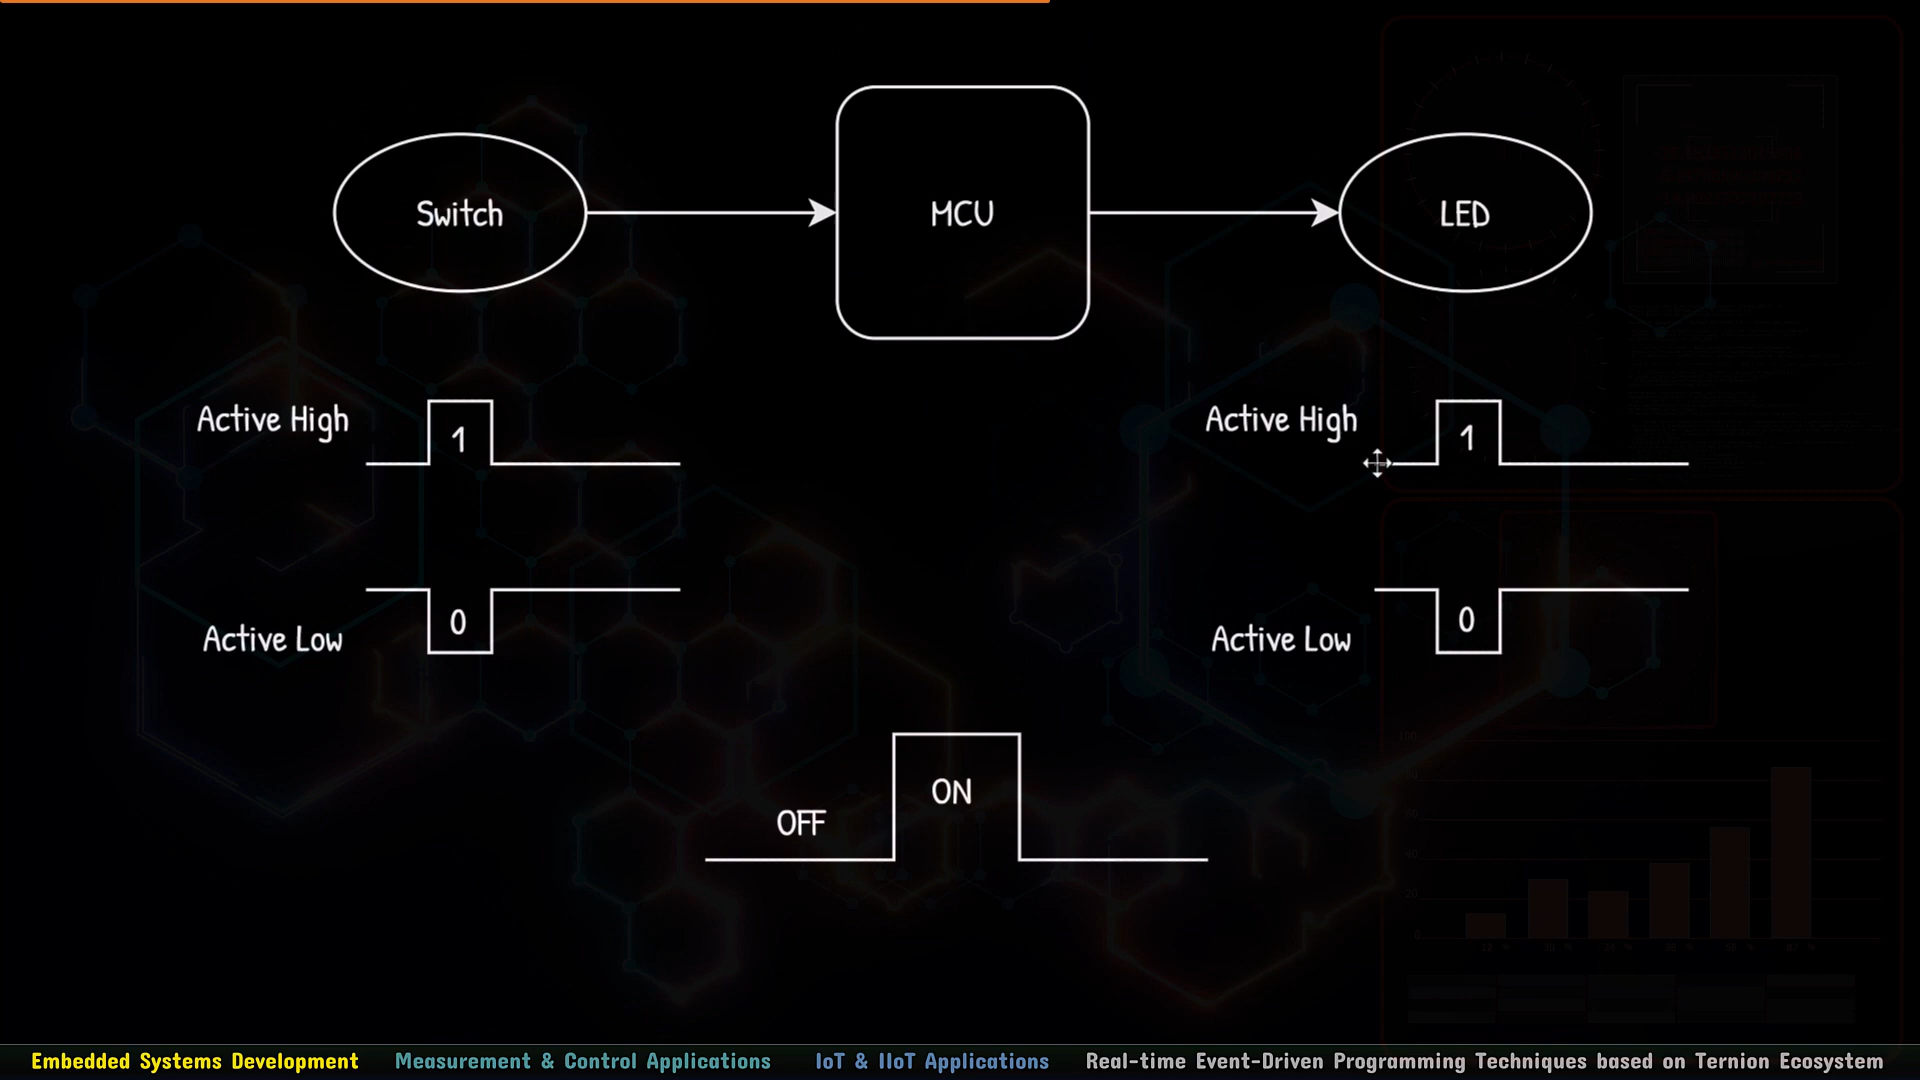 Switch
MCU
LED
Active High
1
Active High
1
Active Low
0
Active Low
0
OFF
ON
Embedded Systems Development
Measurement & Control Applications
IoT & IIoT Applications
Real-time Event-Driven Programming Techniques based on Ternion Ecosystem